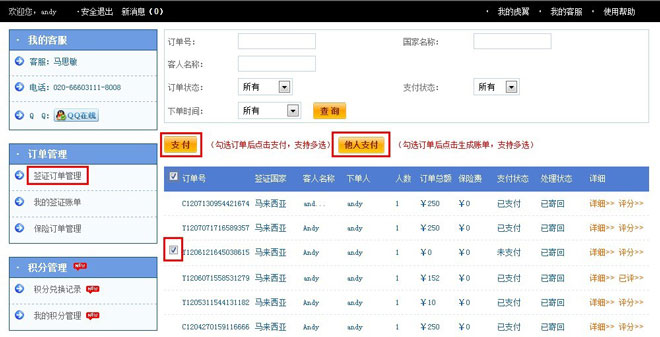 欢迎您，andy ·安全退出 新消息（0） · 我的虎翼 · 我的客服 · 使用帮助
· 我的客服
客服：马思敏
电话：020-66603111-8008
Q Q： QQ在线
· 订单管理
签证订单管理
我的签证账单
保险订单管理
· 积分管理
积分兑换记录
我的积分管理
订单号： 国家名称：
客人名称：
订单状态： 所有 支付状态： 所有
下单时间： 所有 查 询
支 付 （勾选订单后点击支付，支持多选） 他人支付 （勾选订单后点击生成账单，支持多选）
订单号 签证国家 客人名称 下单人 人数 订单总额 保险费 支付状态 处理状态 详细
C1207130954421674 马来西亚 and... andy 1 ￥250 ￥0 已支付 已寄回 详细>> 评分>>
Y1207071716589357 马来西亚 Andy andy 1 ￥250 ￥0 已支付 已寄回 详细>> 评分>>
Y1206121645038615 马来西亚 Andy andy 1 ￥0 ￥0 未支付 已寄回 详细>> 评分>>
Y1206071558531279 马来西亚 Andy andy 1 ￥152 ￥0 已支付 已寄回 详细>> 已评>>
Y1205311544131182 马来西亚 Andy andy 1 ￥10 ￥0 已支付 已寄回 详细>> 评分>>
C1204270159116666 马来西亚 Andy andy 1 ￥250 ￥0 已支付 已寄回 详细>> 评分>>